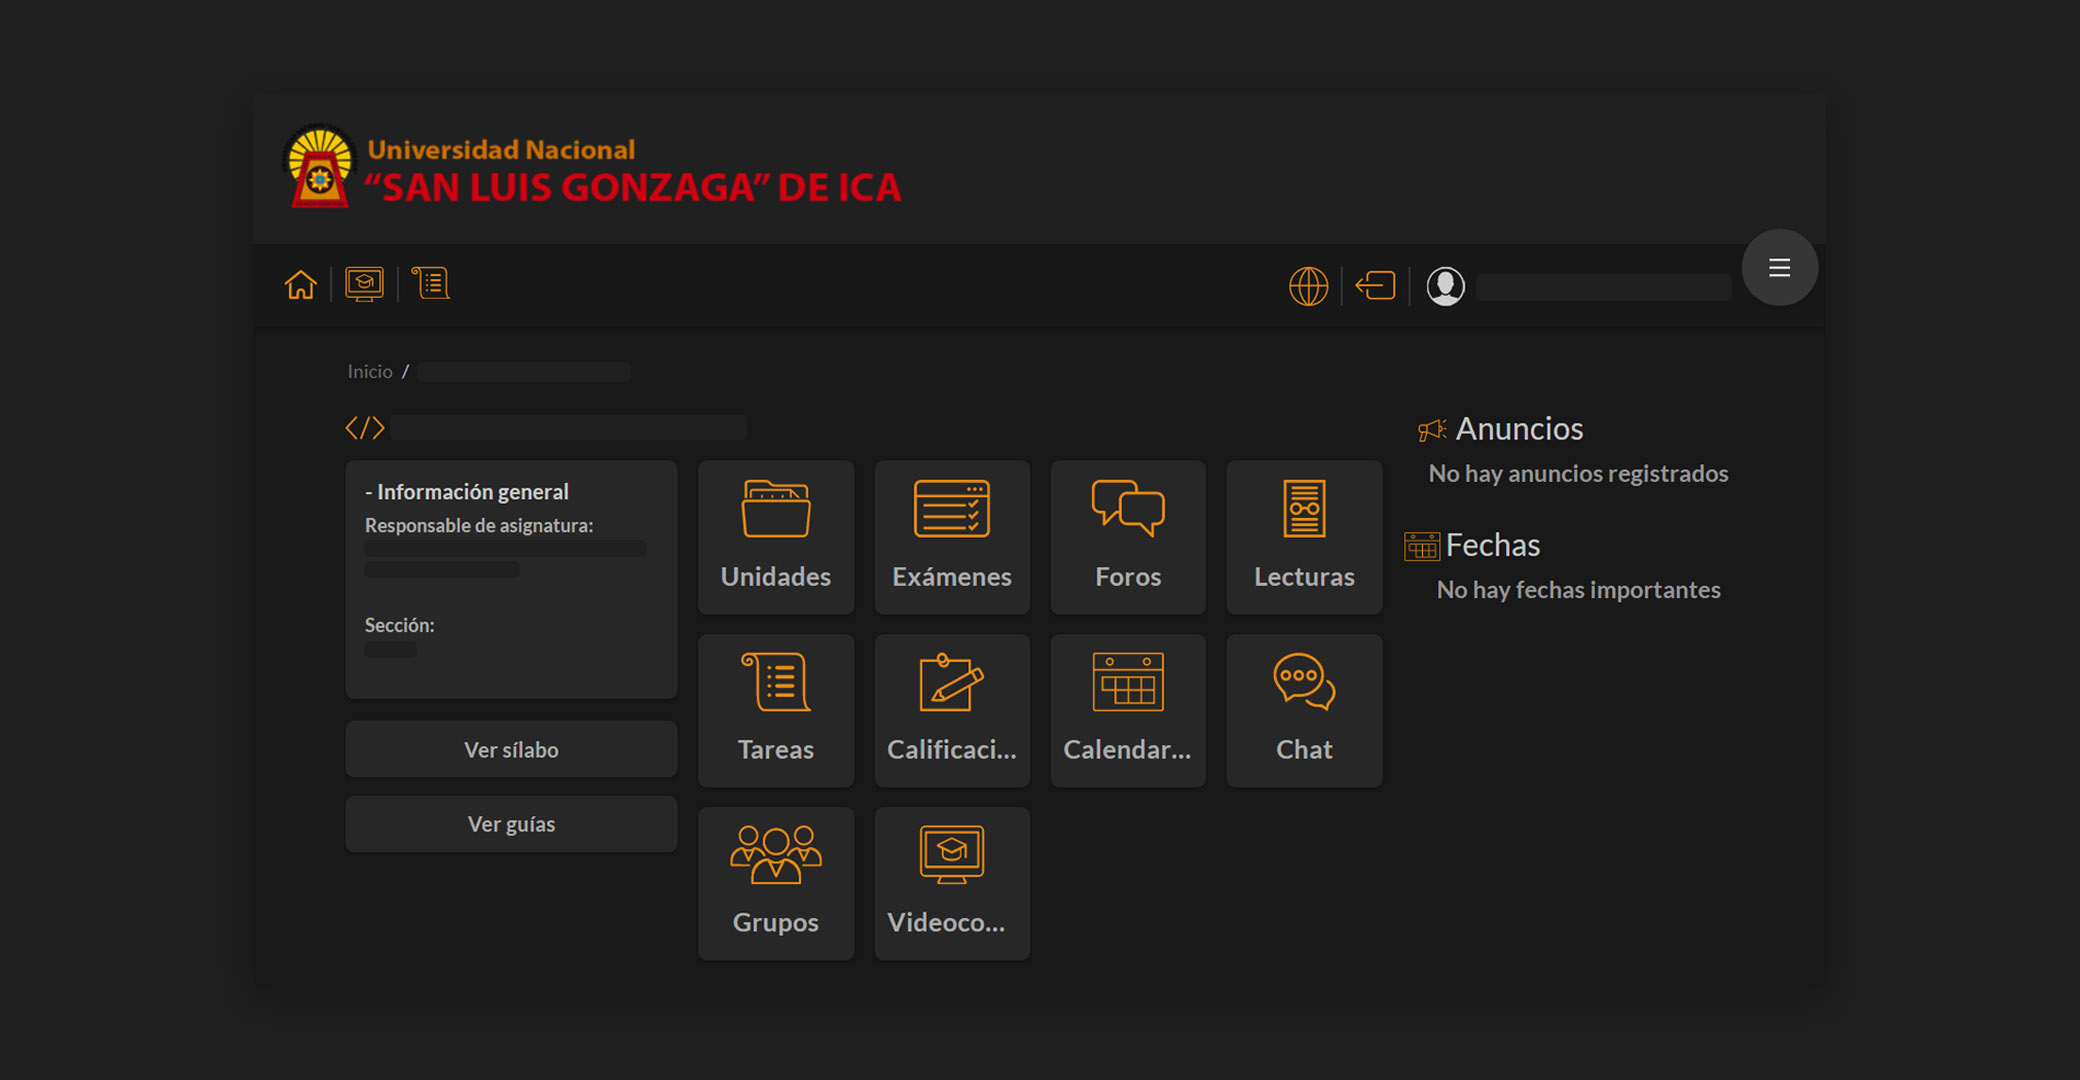 Universidad Nacional
“SAN LUIS GONZAGA” DE ICA
Inicio /
</>
- Información general
Responsable de asignatura:
Sección:
Ver sílabo
Ver guías
Unidades
Exámenes
Foros
Lecturas
Tareas
Calificaci...
Calendar...
Chat
Grupos
Videoco...
Anuncios
No hay anuncios registrados
Fechas
No hay fechas importantes